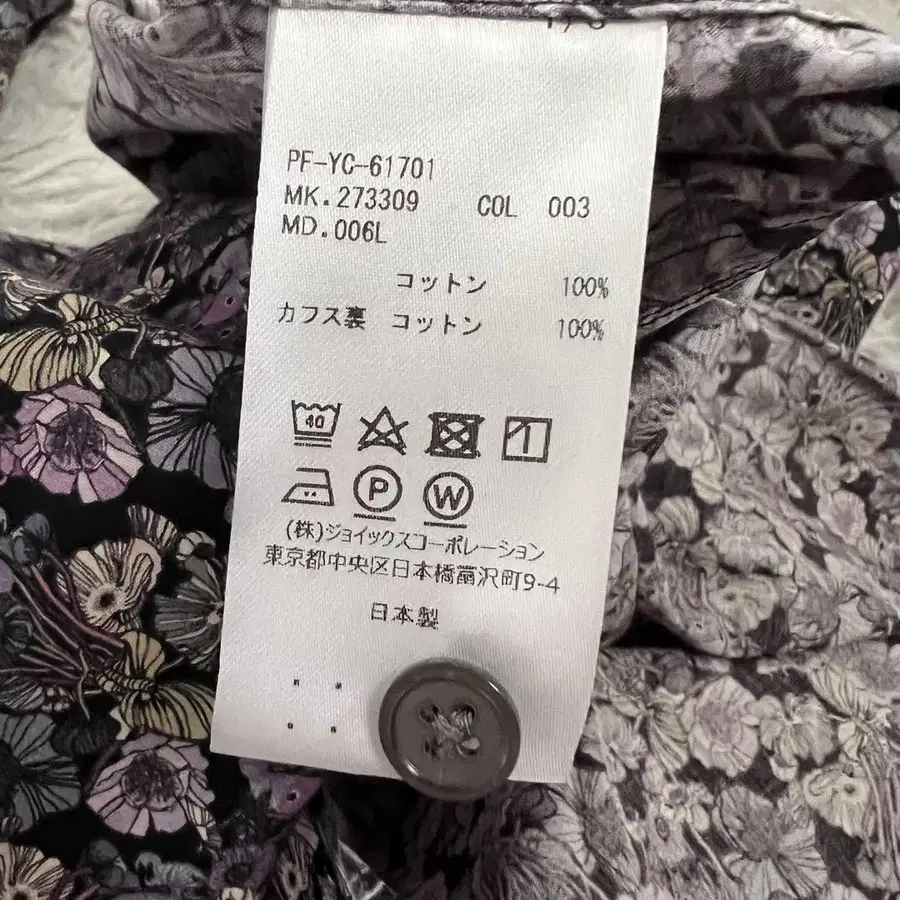 PF-YC-61701
MK.273309 COL 003
MD.006L
コットン 100%
カフス裏 コットン 100%
40
P W
(株)ジョイックスコーポレーション
東京都中央区日本橋富沢町9-4
日本製